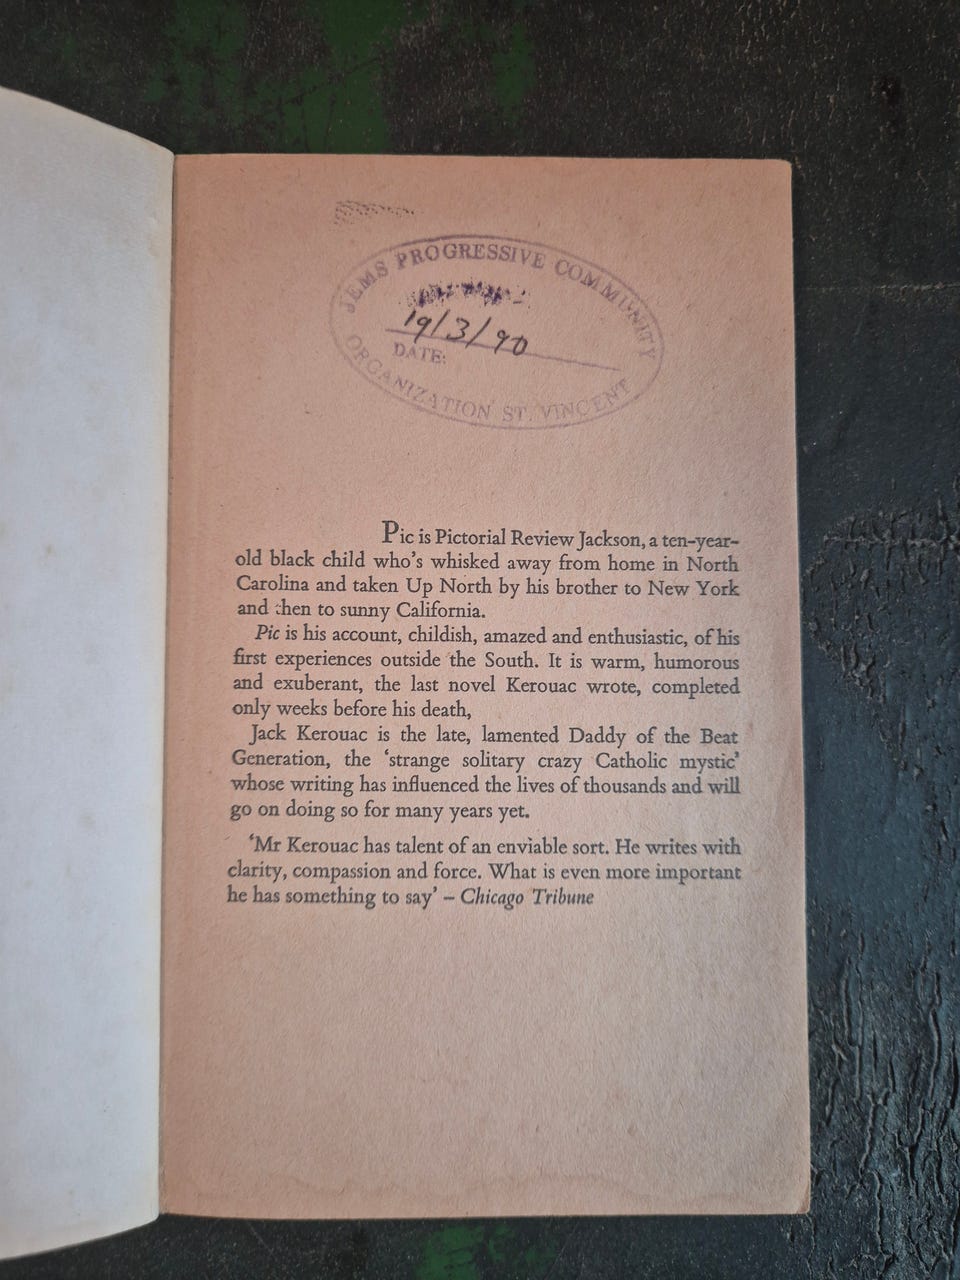 JEMS PROGRESSIVE COMMUNITY
19/3/90
DATE:
ORGANIZATION ST. VINCENT
Pic is Pictorial Review Jackson, a ten-year-
old black child who's whisked away from home in North
Carolina and taken Up North by his brother to New York
and then to sunny California.
Pic is his account, childish, amazed and enthusiastic, of his
first experiences outside the South. It is warm, humorous
and exuberant, the last novel Kerouac wrote, completed
only weeks before his death,
Jack Kerouac is the late, lamented Daddy of the Beat
Generation, the ‘strange solitary crazy Catholic mystic’
whose writing has influenced the lives of thousands and will
go on doing so for many years yet.
‘Mr Kerouac has talent of an enviable sort. He writes with
clarity, compassion and force. What is even more important
he has something to say’ – Chicago Tribune